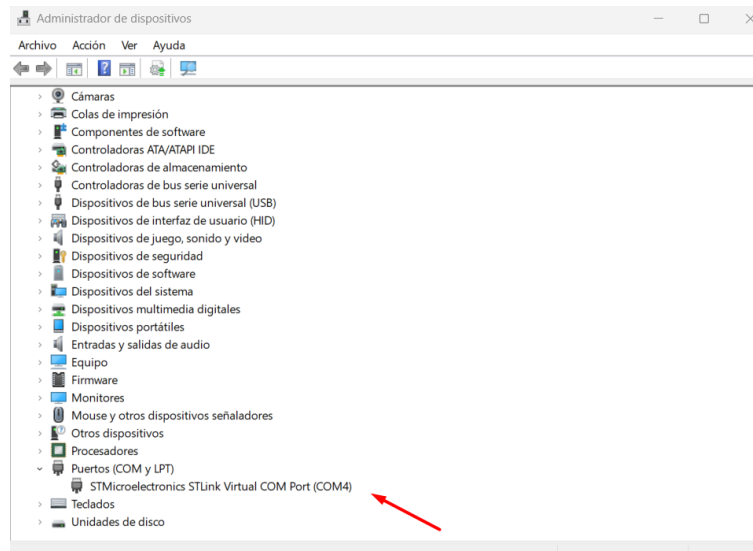 Administrador de dispositivos
Archivo Acción Ver Ayuda
Cámaras
Colas de impresión
Componentes de software
Controladoras ATA/ATAPI IDE
Controladoras de almacenamiento
Controladoras de bus serie universal
Dispositivos de bus serie universal (USB)
Dispositivos de interfaz de usuario (HID)
Dispositivos de juego, sonido y video
Dispositivos de seguridad
Dispositivos de software
Dispositivos del sistema
Dispositivos multimedia digitales
Dispositivos portátiles
Entradas y salidas de audio
Equipo
Firmware
Monitores
Mouse y otros dispositivos señaladores
Otros dispositivos
Procesadores
Puertos (COM y LPT)
STMicroelectronics STLink Virtual COM Port (COM4)
Teclados
Unidades de disco